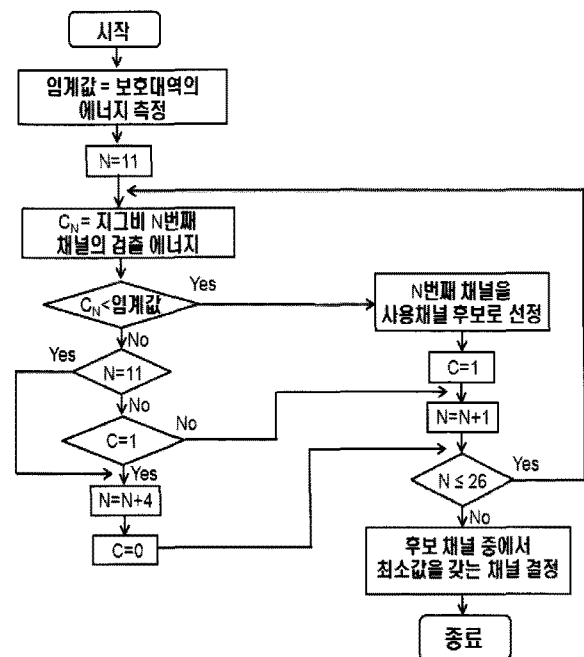 시작
임계값 = 보호대역의
에너지 측정
N=11
C_N = 지그비 N번째
채널의 검출 에너지
C_N<임계값
Yes
No
N번째 채널을
사용채널 후보로 선정
C=1
N=N+1
Yes
N=11
No
No
C=1
Yes
N=N+4
C=0
N ≤ 26
Yes
No
후보 채널 중에서
최소값을 갖는 채널 결정
종료